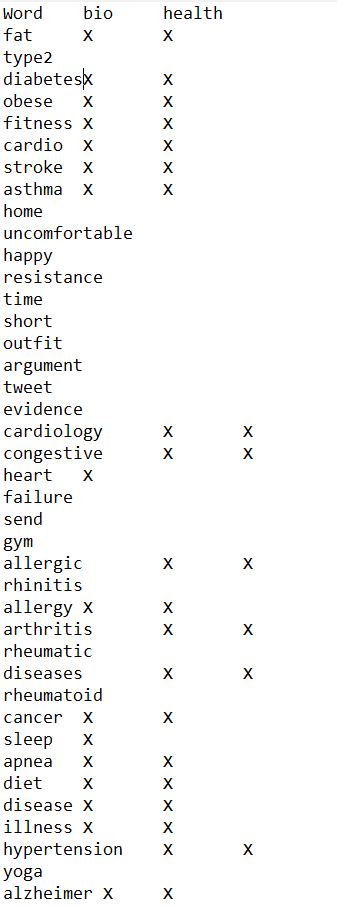 Word bio health
fat X X
type2
diabetesX X
obese X X
fitness X X
cardio X X
stroke X X
asthma X X
home
uncomfortable
happy
resistance
time
short
outfit
argument
tweet
evidence
cardiology X X
congestive X X
heart X
failure
send
gym
allergic X X
rhinitis
allergy X X
arthritis X X
rheumatic
diseases X X
rheumatoid
cancer X X
sleep X
apnea X X
diet X X
disease X X
illness X X
hypertension X X
yoga
alzheimer X X